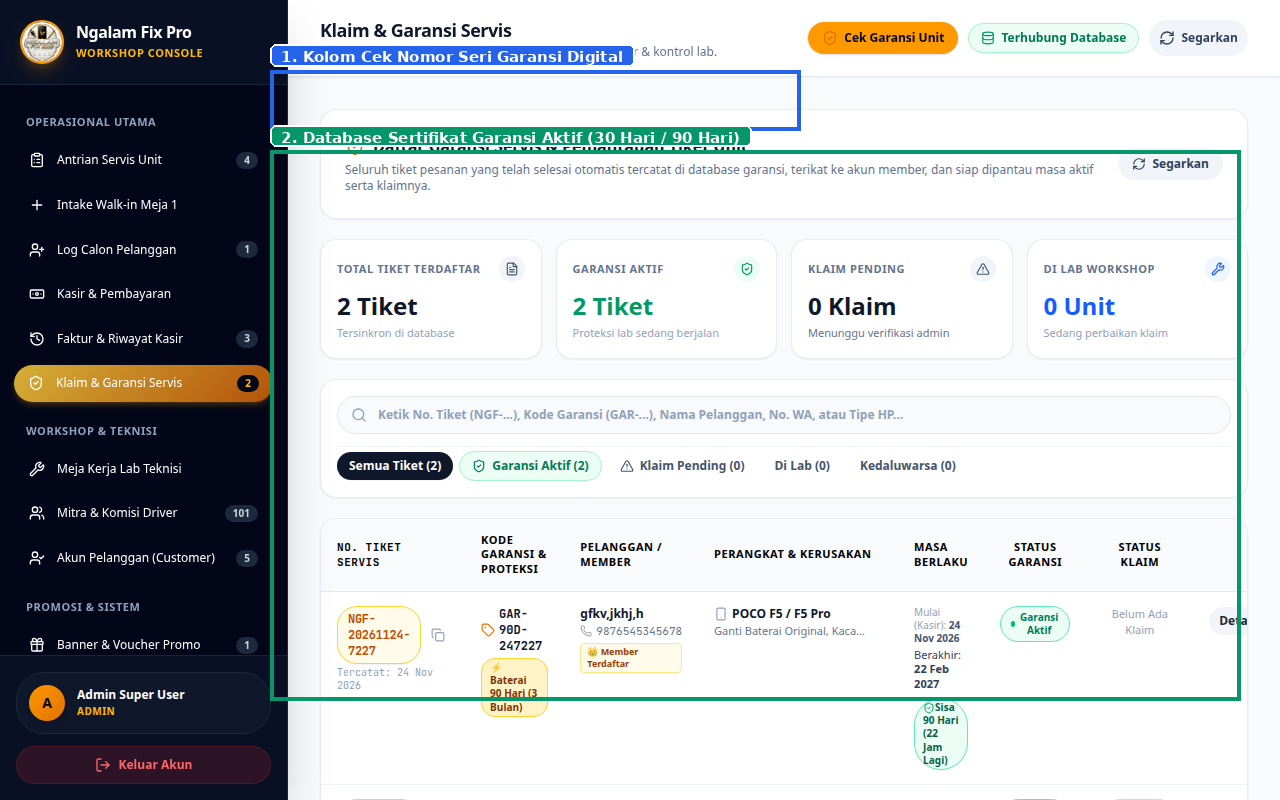 Ngalam Fix Pro
WORKSHOP CONSOLE
OPERASIONAL UTAMA
Antrian Servis Unit 4
Intake Walk-in Meja 1
Log Calon Pelanggan 1
Kasir & Pembayaran
Faktur & Riwayat Kasir 3
Klaim & Garansi Servis 2
WORKSHOP & TEKNISI
Meja Kerja Lab Teknisi
Mitra & Komisi Driver 101
Akun Pelanggan (Customer) 5
PROMOSI & SISTEM
Banner & Voucher Promo 1
A
Admin Super User
ADMIN
Keluar Akun
Klaim & Garansi Servis
& kontrol lab.
Cek Garansi Unit
Terhubung Database
Segarkan
1. Kolom Cek Nomor Seri Garansi Digital
2. Database Sertifikat Garansi Aktif (30 Hari / 90 Hari)
Seluruh tiket pesanan yang telah selesai otomatis tercatat di database garansi, terikat ke akun member, dan siap dipantau masa aktif
serta klaimnya.
Segarkan
TOTAL TIKET TERDAFTAR
2 Tiket
Tersinkron di database
GARANSI AKTIF
2 Tiket
Proteksi lab sedang berjalan
KLAIM PENDING
0 Klaim
Menunggu verifikasi admin
DI LAB WORKSHOP
0 Unit
Sedang perbaikan klaim
Ketik No. Tiket (NGF-...), Kode Garansi (GAR-...), Nama Pelanggan, No. WA, atau Tipe HP...
Semua Tiket (2)
Garansi Aktif (2)
Klaim Pending (0)
Di Lab (0)
Kedaluwarsa (0)
NO. TIKET
SERVIS
KODE
GARANSI &
PROTEKSI
PELANGGAN /
MEMBER
PERANGKAT & KERUSAKAN
MASA
BERLAKU
STATUS
GARANSI
STATUS
KLAIM
NGF-
20261124-
7227
Tercatat: 24 Nov
2026
GAR-
90D-
247227
⚡
Baterai
90 Hari (3
Bulan)
gfkv,jkhj,h
9876545345678
👑 Member
Terdaftar
POCO F5 / F5 Pro
Ganti Baterai Original, Kaca...
Mulai
(Kasir): 24
Nov 2026
Berakhir:
22 Feb
2027
Sisa
90 Hari
(22
Jam
Lagi)
Garansi
Aktif
Belum Ada
Klaim
Deta